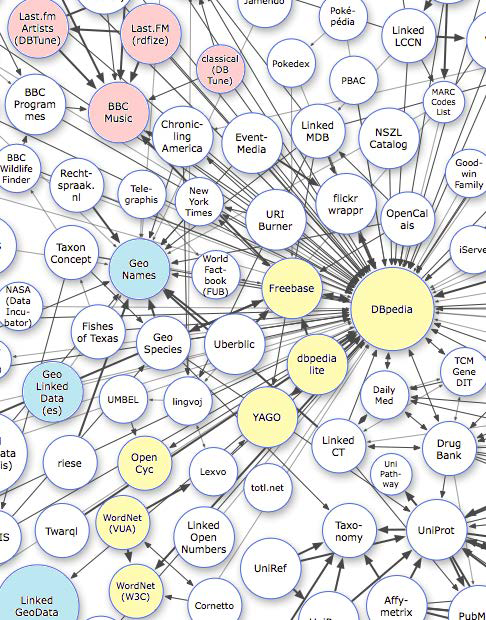 Jamendo
Last.fm
Artists
(DBTune)
Last.FM
(rdfize)
Poké-
pédia
Linked
LCCN
classical
(DB
Tune)
Pokedex
PBAC
MARC
Codes
List
BBC
Program
mes
BBC
Music
Chronic-
ling
America
Event-
Media
Linked
MDB
NSZL
Catalog
BBC
Wildlife
Finder
Recht-
spraak.
nl
Tele-
graphis
New
York
Times
URI
Burner
flickr
wrappr
OpenCal
ais
Good-
win
Family
Taxon
Concept
Geo
Names
World
Fact-
book
(FUB)
Freebase
DBpedia
iServe
NASA
(Data
Incu-
bator)
Fishes
of Texas
Geo
Species
Uberblic
dbpedia
lite
TCM
Gene
DIT
Geo
Linked
Data
(es)
UMBEL
lingvoj
YAGO
Daily
Med
Linked
CT
Drug
Bank
riese
Open
Cyc
Lexvo
totl.net
Uni
Path-
way
Twarql
WordNet
(VUA)
Linked
Open
Numbers
Taxo-
nomy
UniProt
UniRef
Linked
GeoData
WordNet
(W3C)
Cornetto
Affy-
metrix
PubM